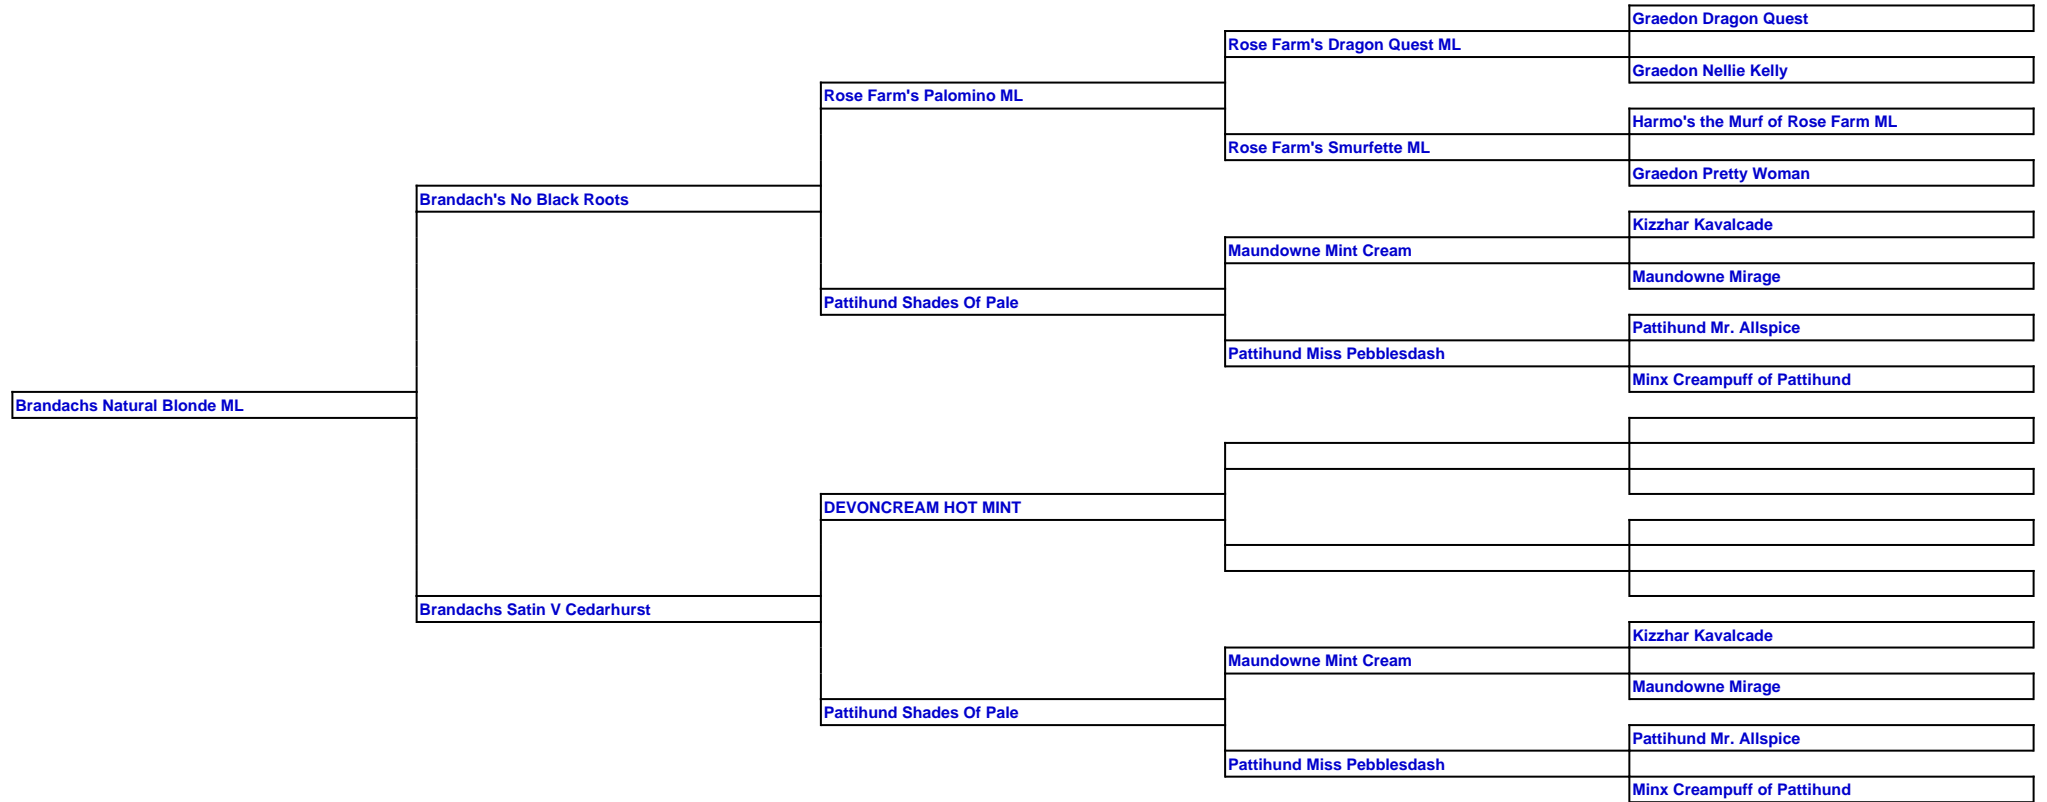 Graedon Dragon Quest
Rose Farm's Dragon Quest ML
Graedon Nellie Kelly
Rose Farm's Palomino ML
Harmo's the Murf of Rose Farm ML
Rose Farm's Smurfette ML
Graedon Pretty Woman
Brandach's No Black Roots
Kizzhar Kavalcade
Maundowne Mint Cream
Maundowne Mirage
Pattihund Shades Of Pale
Pattihund Mr. Allspice
Pattihund Miss Pebblesdash
Minx Creampuff of Pattihund
Brandachs Natural Blonde ML
DEVONCREAM HOT MINT
Brandachs Satin V Cedarhurst
Kizzhar Kavalcade
Maundowne Mint Cream
Maundowne Mirage
Pattihund Shades Of Pale
Pattihund Mr. Allspice
Pattihund Miss Pebblesdash
Minx Creampuff of Pattihund